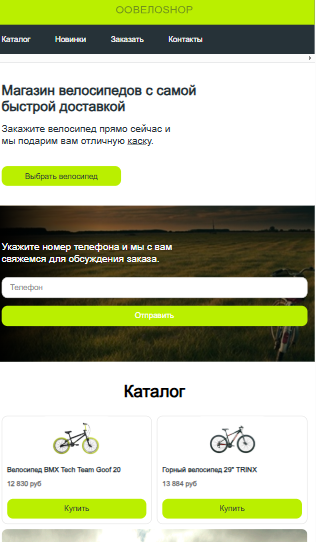 ООВЕЛОSHOP
Каталог Новинки Заказать Контакты
Магазин велосипедов с самой
быстрой доставкой
Закажите велосипед прямо сейчас и
мы подарим вам отличную каску.
Выбрать велосипед
Укажите номер телефона и мы с вам
свяжемся для обсуждения заказа.
Телефон
Отправить
Каталог
Велосипед BMX Tech Team Goof 20
12 830 руб
Купить
Горный велосипед 29" TRINX
13 884 руб
Купить